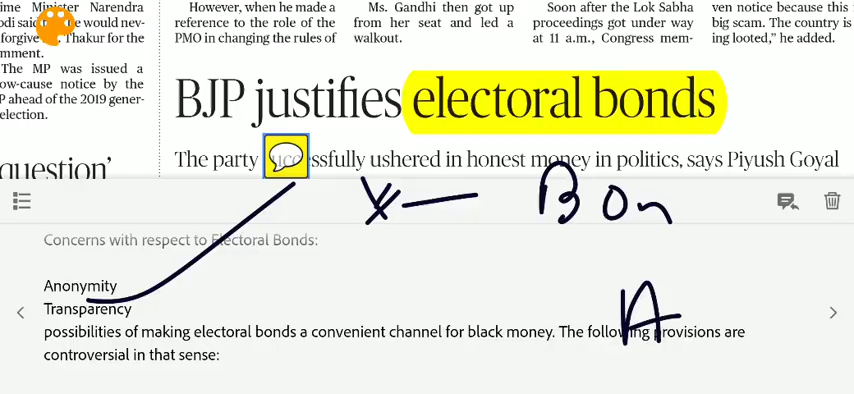 ime Minister Narendra
odi said would nev-
forgive Thakur for the
mment.
The MP was issued a
ow-cause notice by the
P ahead of the 2019 gener-
election.
question'
However, when he made a
reference to the role of the
PMO in changing the rules of
Ms. Gandhi then got up
from her seat and led a
walkout.
Soon after the Lok Sabha
proceedings got under way
at 11 a.m., Congress mem-
ven notice because this
big scam. The country is
ing looted," he added.
BJP justifies electoral bonds
The party successfully ushered in honest money in politics, says Piyush Goyal
Bon
Concerns with respect to Electoral Bonds:
Anonymity
Transparency
A
possibilities of making electoral bonds a convenient channel for black money. The following provisions are
controversial in that sense: